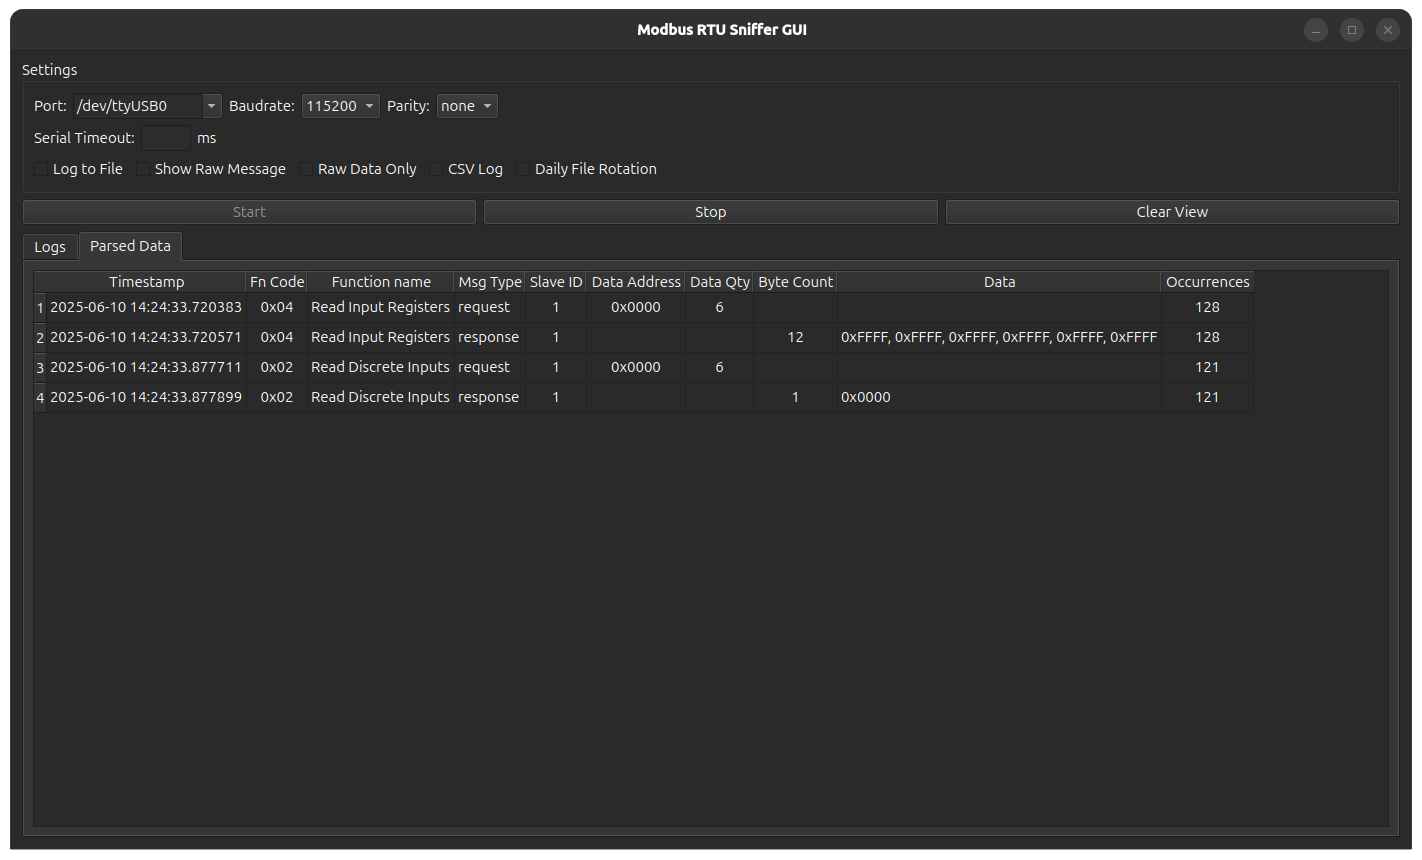 Modbus RTU Sniffer GUI
Settings
Port: /dev/ttyUSB0 Baudrate: 115200 Parity: none
Serial Timeout: ms
Log to File Show Raw Message Raw Data Only CSV Log Daily File Rotation
Start Stop Clear View
Logs Parsed Data
Timestamp Fn Code Function name Msg Type Slave ID Data Address Data Qty Byte Count Data Occurrences
1 2025-06-10 14:24:33.720383 0x04 Read Input Registers request 1 0x0000 6 128
2 2025-06-10 14:24:33.720571 0x04 Read Input Registers response 1 12 0xFFFF, 0xFFFF, 0xFFFF, 0xFFFF, 0xFFFF, 0xFFFF 128
3 2025-06-10 14:24:33.877711 0x02 Read Discrete Inputs request 1 0x0000 6 121
4 2025-06-10 14:24:33.877899 0x02 Read Discrete Inputs response 1 1 0x0000 121